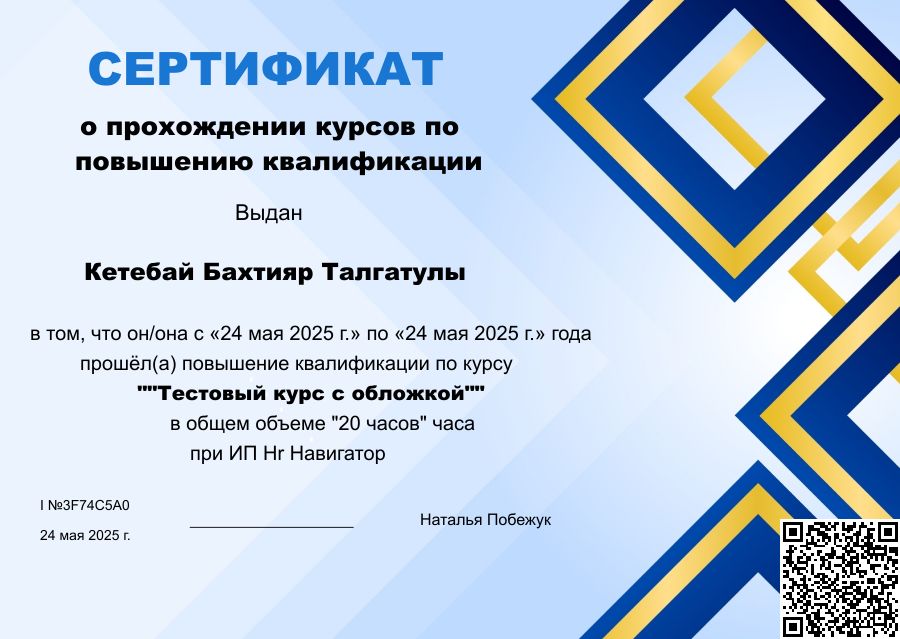 СЕРТИФИКАТ
о прохождении курсов по
повышению квалификации
Выдан
Кетебай Бахтияр Талгатулы
в том, что он/она с «24 мая 2025 г.» по «24 мая 2025 г.» года
прошёл(а) повышение квалификации по курсу
""Тестовый курс с обложкой""
в общем объеме "20 часов" часа
при ИП Hr Навигатор
I №3F74C5A0
24 мая 2025 г.
Наталья Побежук